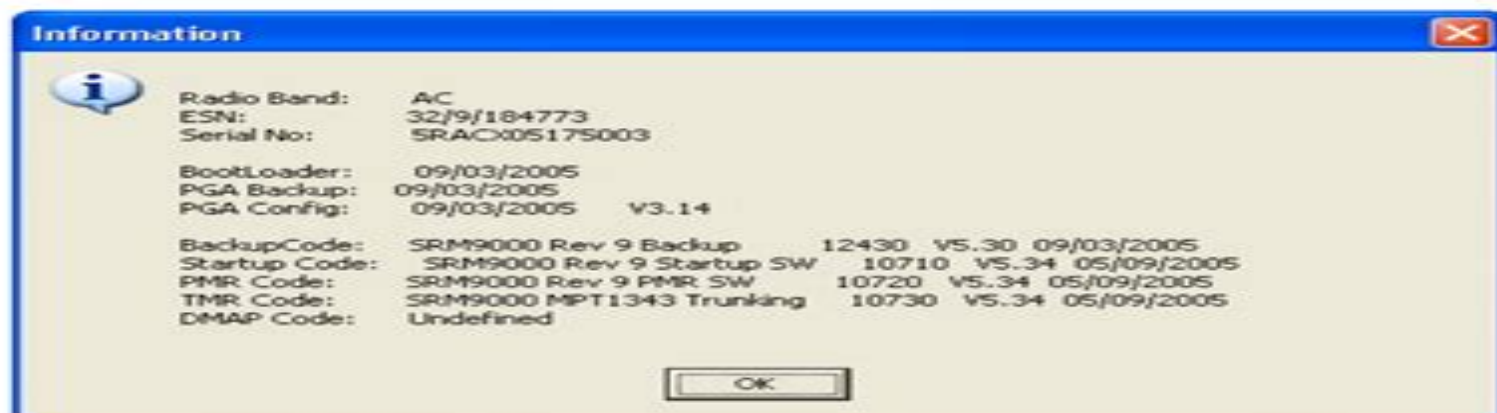 Information
Radio Band: AC
ESN: 32/9/184773
Serial No: SRACX05175003
BootLoader: 09/03/2005
PGA Backup: 09/03/2005
PGA Config: 09/03/2005 V3.14
BackupCode: SRM9000 Rev 9 Backup 12430 V5.30 09/03/2005
Startup Code: SRM9000 Rev 9 Startup SW 10710 V5.34 05/09/2005
PMR Code: SRM9000 Rev 9 PMR SW 10720 V5.34 05/09/2005
TMR Code: SRM9000 MPT1343 Trunking 10730 V5.34 05/09/2005
DMAP Code: Undefined
OK